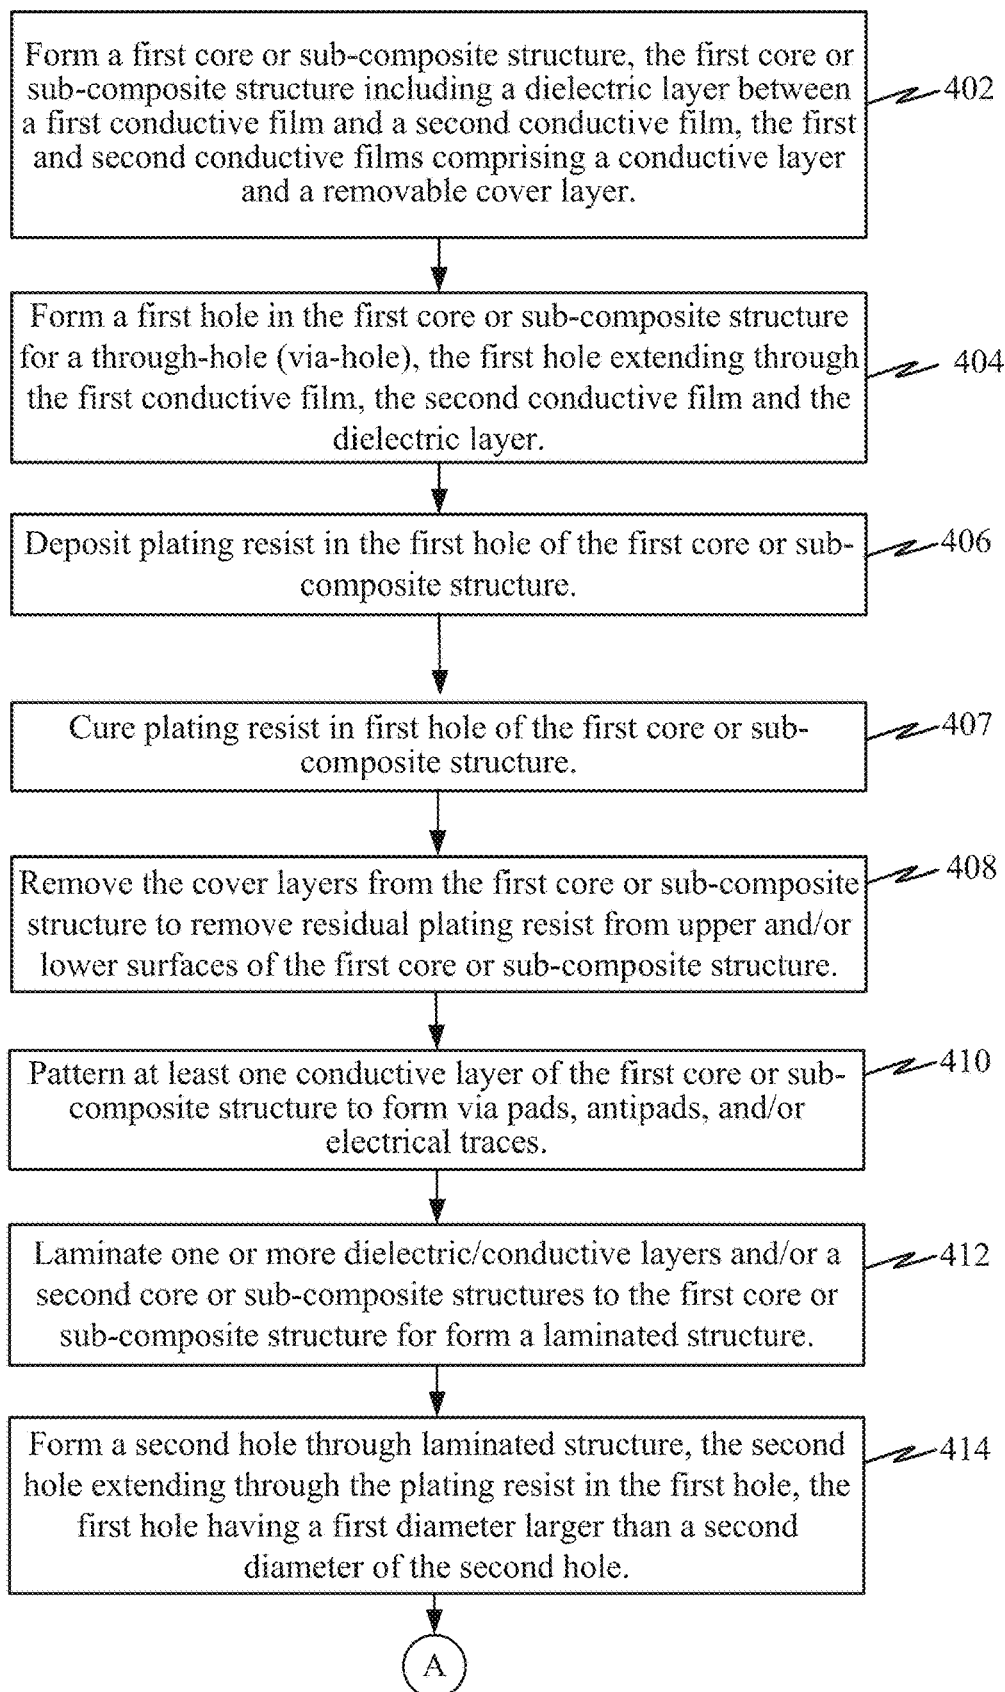 Form a first core or sub-composite structure, the first core or
sub-composite structure including a dielectric layer between
a first conductive film and a second conductive film, the first
and second conductive films comprising a conductive layer
and a removable cover layer.
402
Form a first hole in the first core or sub-composite structure
for a through-hole (via-hole), the first hole extending through
the first conductive film, the second conductive film and the
dielectric layer.
404
Deposit plating resist in the first hole of the first core or sub-
composite structure.
406
Cure plating resist in first hole of the first core or sub-
composite structure.
407
Remove the cover layers from the first core or sub-composite
structure to remove residual plating resist from upper and/or
lower surfaces of the first core or sub-composite structure.
408
Pattern at least one conductive layer of the first core or sub-
composite structure to form via pads, antipads, and/or
electrical traces.
410
Laminate one or more dielectric/conductive layers and/or a
second core or sub-composite structures to the first core or
sub-composite structure for form a laminated structure.
412
Form a second hole through laminated structure, the second
hole extending through the plating resist in the first hole, the
first hole having a first diameter larger than a second
diameter of the second hole.
414
A